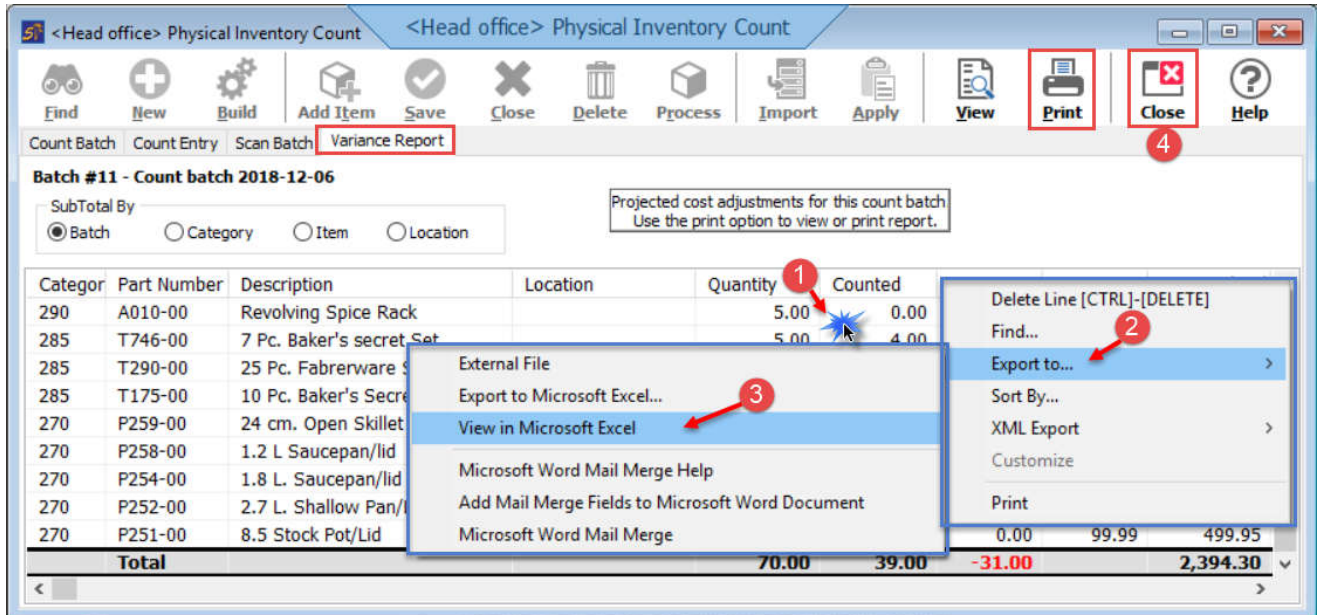 <Head office> Physical Inventory Count
<Head office> Physical Inventory Count
Find New Build Add Item Save Close Delete Process Import Apply View Print Close Help
4
Count Batch Count Entry Scan Batch Variance Report
Batch #11 - Count batch 2018-12-06
SubTotal By
Batch Category Item Location
Projected cost adjustments for this count batch
Use the print option to view or print report.
Categor Part Number Description Location Quantity Counted
1
290 A010-00 Revolving Spice Rack 5.00 0.00
285 T746-00 7 Pc. Baker's secret Set 5.00 4.00
285 T290-00 25 Pc. Fabrerware
285 T175-00 10 Pc. Baker's Secre
270 P259-00 24 cm. Open Skillet
270 P258-00 1.2 L Saucepan/lid
270 P254-00 1.8 L. Saucepan/lid
270 P252-00 2.7 L. Shallow Pan/
270 P251-00 8.5 Stock Pot/Lid 0.00 99.99 499.95
Total 70.00 39.00 -31.00 2,394.30
Delete Line [CTRL]-[DELETE]
Find...
2
Export to...
Sort By...
XML Export
Customize
Print
External File
Export to Microsoft Excel...
3
View in Microsoft Excel
Microsoft Word Mail Merge Help
Add Mail Merge Fields to Microsoft Word Document
Microsoft Word Mail Merge